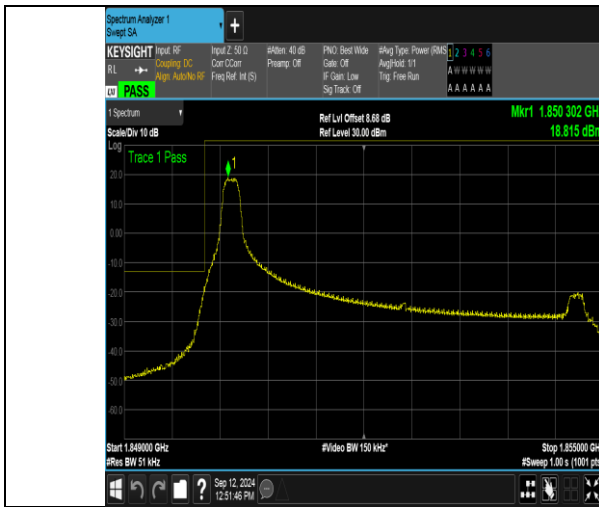 Spectrum Analyzer 1
Swept SA
+
KEYSIGHT Input: RF Input Z: 50 Ω #Atten: 40 dB PNO: Best Wide #Avg Type: Power (RMS 1 2 3 4 5 6
RL Coupling: DC Corr CCorr Preamp: Off Gate: Off Avg|Hold: 1/1 A W W W W W
Align: Auto/No RF Freq Ref: Int (S) IF Gain: Low Trig: Free Run
LXI PASS Sig Track: Off A A A A A A
1 Spectrum Ref Lvl Offset 8.68 dB Mkr1 1.850 302 GH
Scale/Div 10 dB Ref Level 30.00 dBm 18.815 dBm
Log Trace 1 Pass
1
20.0
10.0
0.00
-10.0
-20.0
-30.0
-40.0
-50.0
-60.0
Start 1.849000 GHz #Video BW 150 kHz* Stop 1.855000 GH
#Res BW 51 kHz #Sweep 1.00 s (1001 pts
? Sep 12, 2024
12:51:46 PM